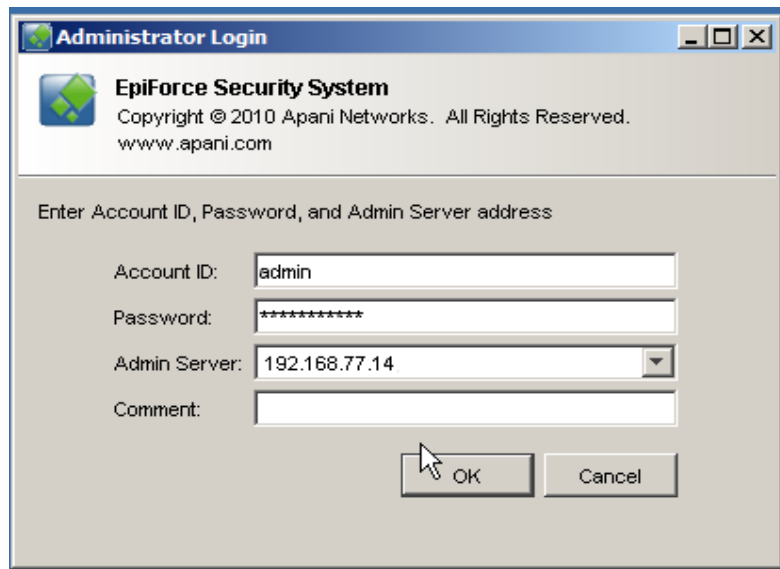 Administrator Login
EpiForce Security System
Copyright © 2010 Apani Networks. All Rights Reserved.
www.apani.com
Enter Account ID, Password, and Admin Server address
Account ID: admin
Password: ***********
Admin Server: 192.168.77.14
Comment:
OK Cancel